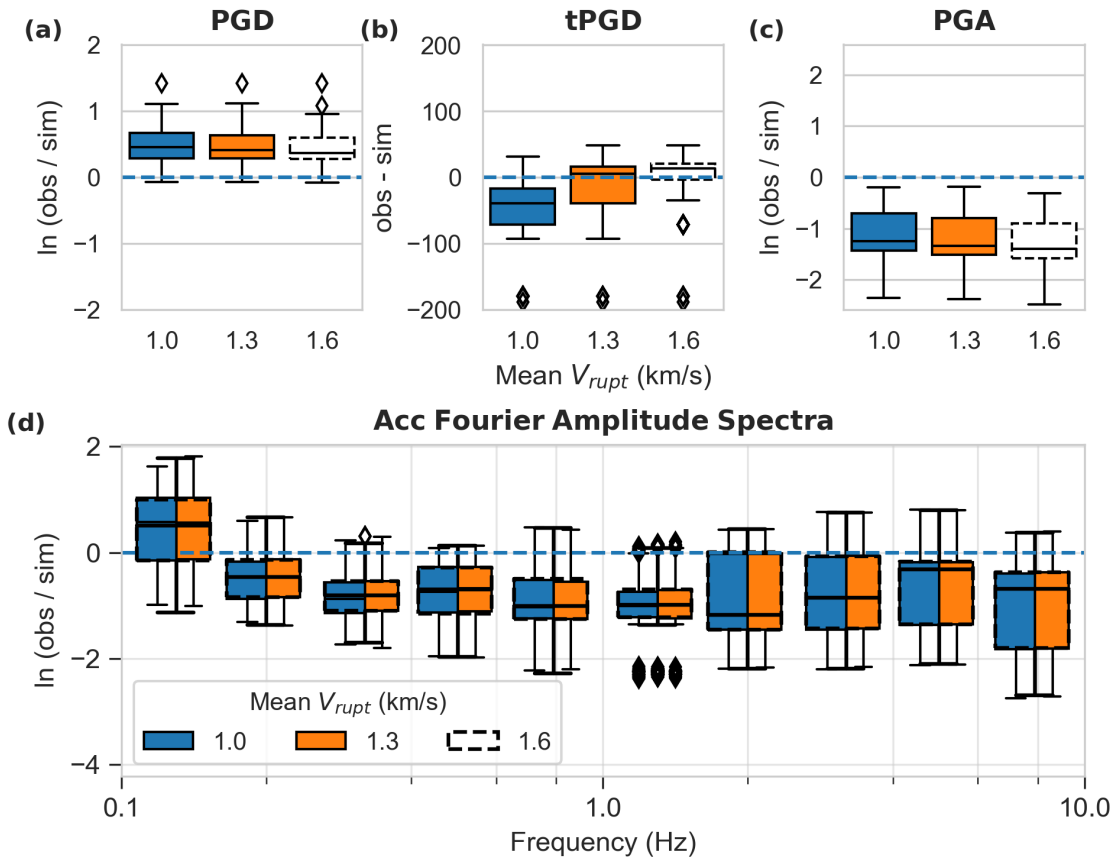 (a) PGD (b) tPGD (c) PGA
2 200 2
1 100 1
0 0 0
−1 −100 −1
−2 −200 −2
ln (obs / sim) obs - sim ln (obs / sim)
1.0 1.3 1.6 1.0 1.3 1.6 1.0 1.3 1.6
Mean Vrupt (km/s)
(d) Acc Fourier Amplitude Spectra
2
0
−2
−4
ln (obs / sim)
Mean Vrupt (km/s)
1.0 1.3 1.6
0.1 1.0 10.0
Frequency (Hz)